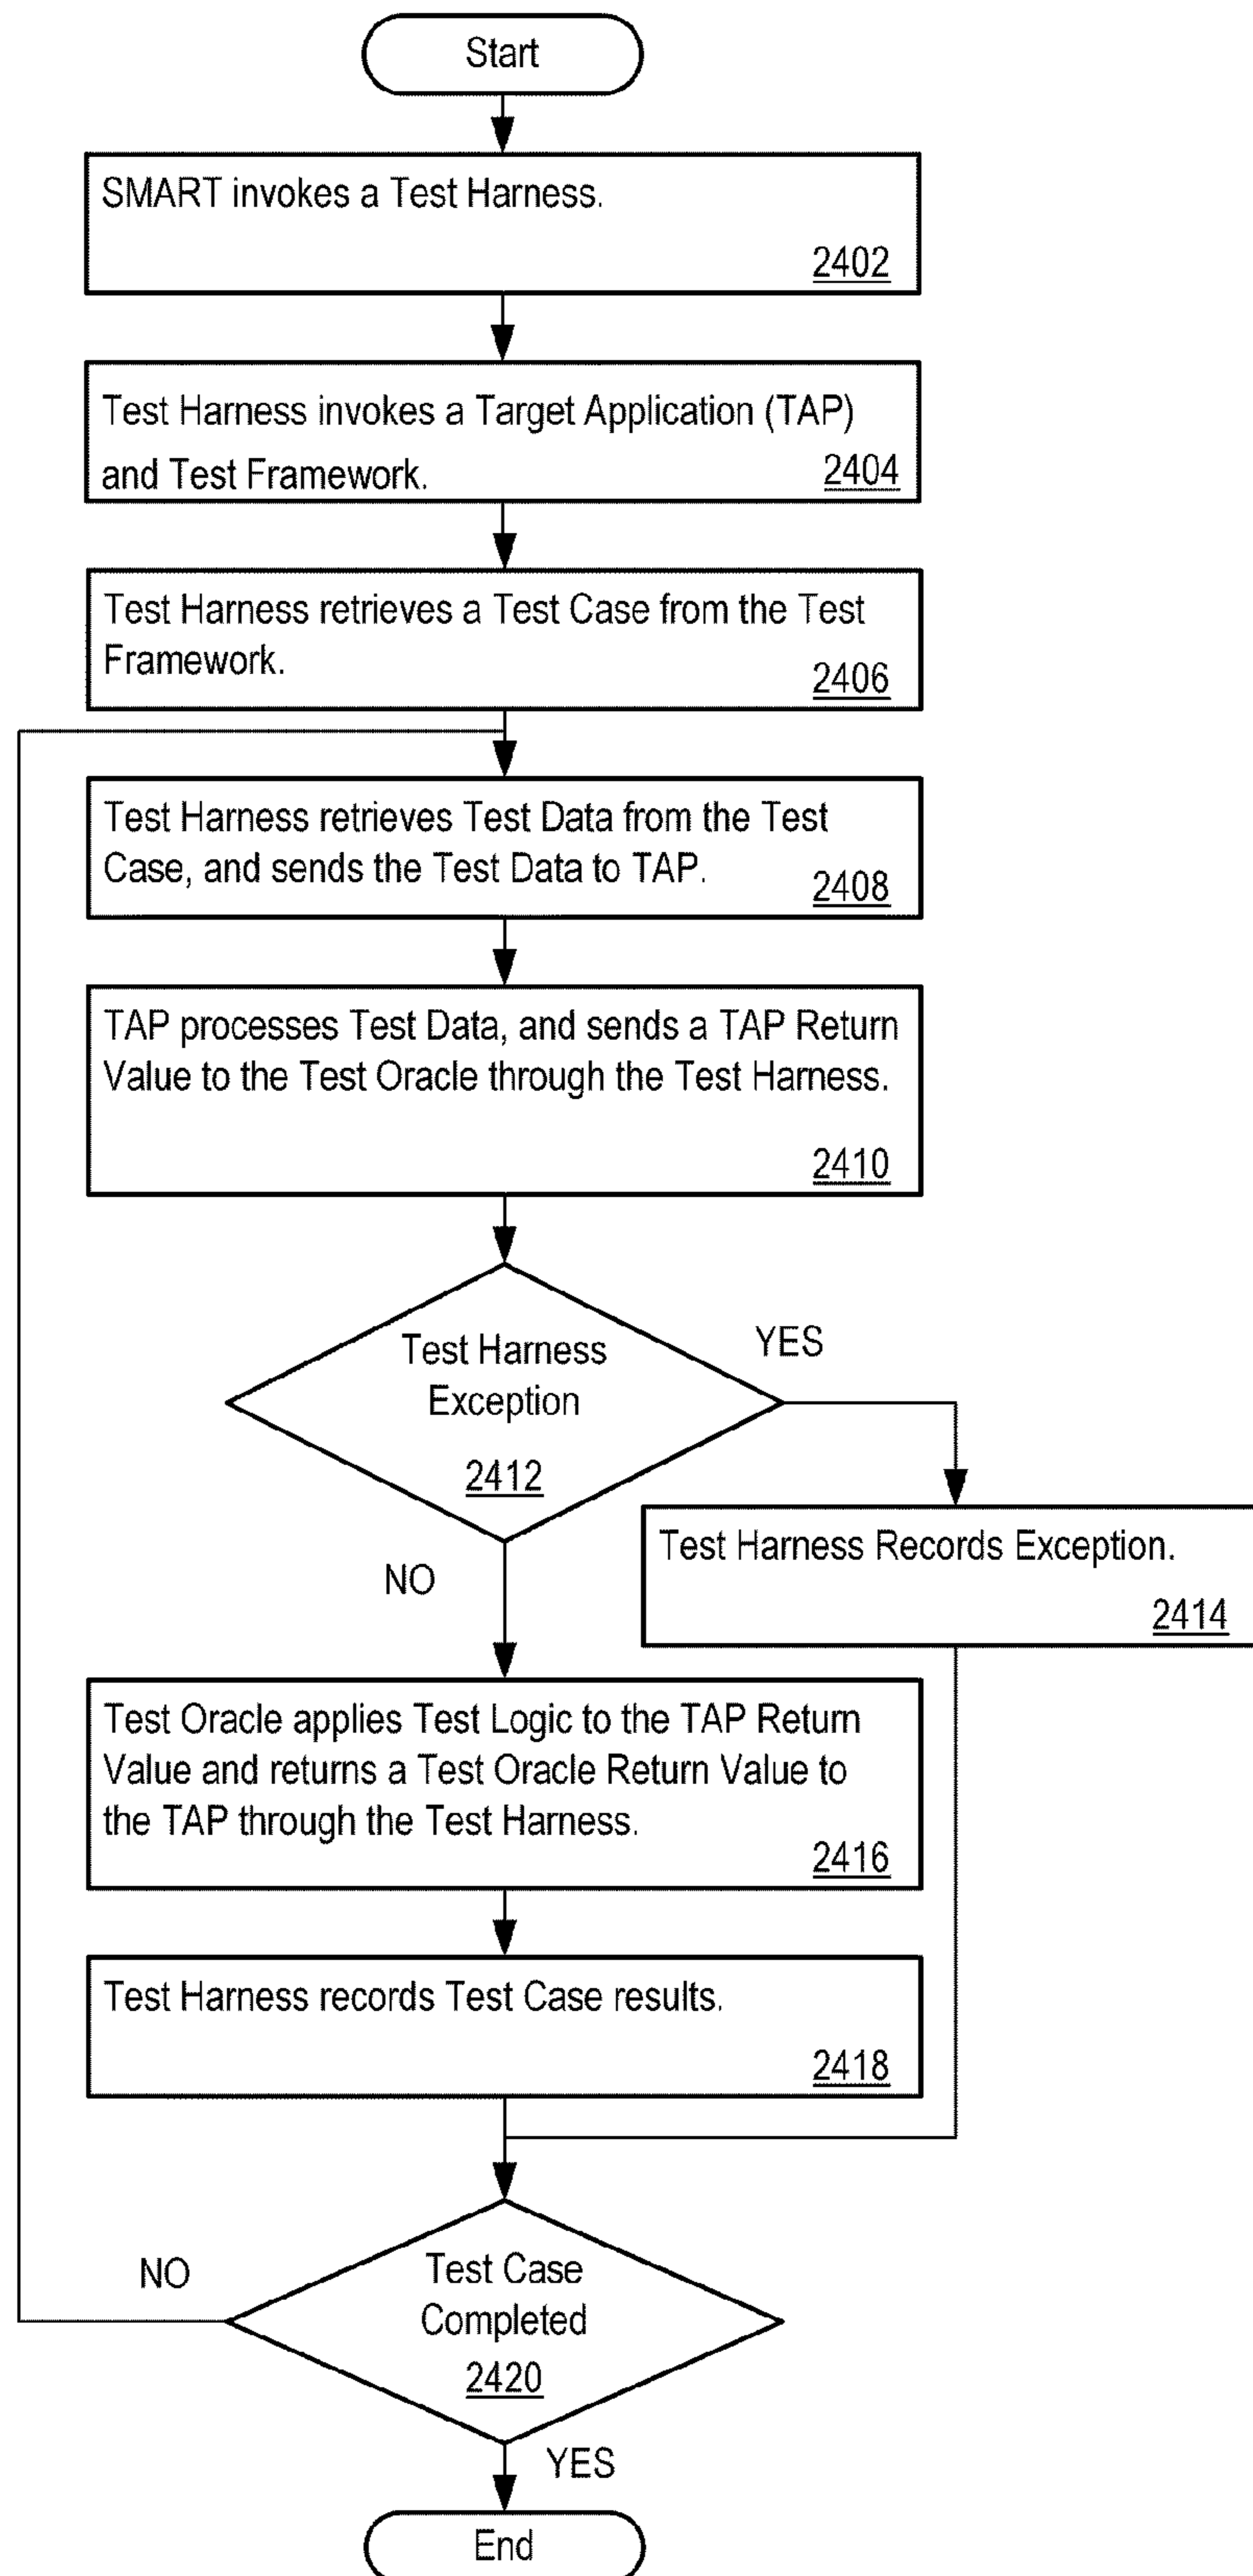 Start
SMART invokes a Test Harness.
2402
Test Harness invokes a Target Application (TAP)
and Test Framework.
2404
Test Harness retrieves a Test Case from the Test
Framework.
2406
Test Harness retrieves Test Data from the Test
Case, and sends the Test Data to TAP.
2408
TAP processes Test Data, and sends a TAP Return
Value to the Test Oracle through the Test Harness.
2410
Test Harness
Exception
2412
YES
NO
Test Harness Records Exception.
2414
Test Oracle applies Test Logic to the TAP Return
Value and returns a Test Oracle Return Value to
the TAP through the Test Harness.
2416
Test Harness records Test Case results.
2418
NO
Test Case
Completed
2420
YES
End